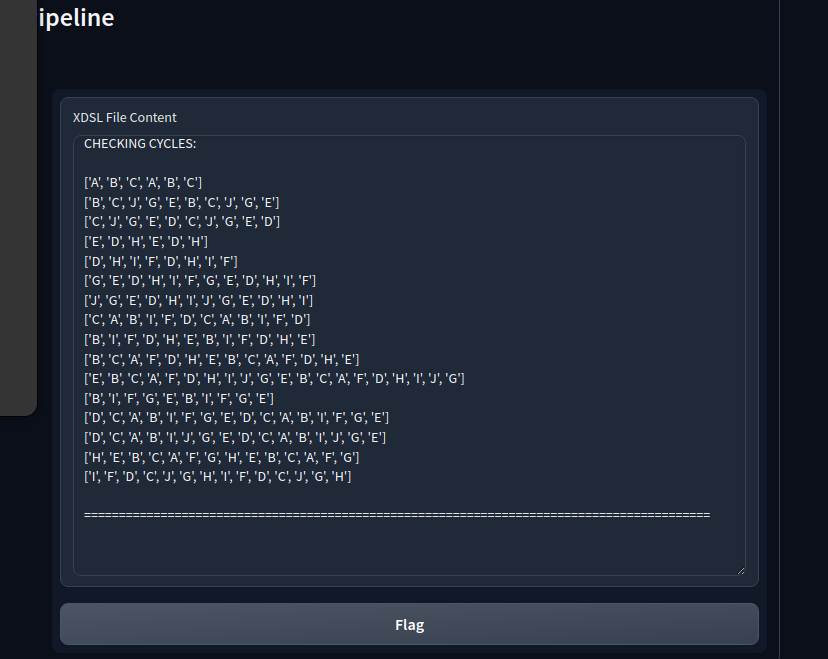 ipeline
XDSL File Content
CHECKING CYCLES:
['A', 'B', 'C', 'A', 'B', 'C']
['B', 'C', 'J', 'G', 'E', 'B', 'C', 'J', 'G', 'E']
['C', 'J', 'G', 'E', 'D', 'C', 'J', 'G', 'E', 'D']
['E', 'D', 'H', 'E', 'D', 'H']
['D', 'H', 'I', 'F', 'D', 'H', 'I', 'F']
['G', 'E', 'D', 'H', 'I', 'F', 'G', 'E', 'D', 'H', 'I', 'F']
['J', 'G', 'E', 'D', 'H', 'I', 'J', 'G', 'E', 'D', 'H', 'I']
['C', 'A', 'B', 'I', 'F', 'D', 'C', 'A', 'B', 'I', 'F', 'D']
['B', 'I', 'F', 'D', 'H', 'E', 'B', 'I', 'F', 'D', 'H', 'E']
['B', 'C', 'A', 'F', 'D', 'H', 'E', 'B', 'C', 'A', 'F', 'D', 'H', 'E']
['E', 'B', 'C', 'A', 'F', 'D', 'H', 'I', 'J', 'G', 'E', 'B', 'C', 'A', 'F', 'D', 'H', 'I', 'J', 'G']
['B', 'I', 'F', 'G', 'E', 'B', 'I', 'F', 'G', 'E']
['D', 'C', 'A', 'B', 'I', 'F', 'G', 'E', 'D', 'C', 'A', 'B', 'I', 'F', 'G', 'E']
['D', 'C', 'A', 'B', 'I', 'J', 'G', 'E', 'D', 'C', 'A', 'B', 'I', 'J', 'G', 'E']
['H', 'E', 'B', 'C', 'A', 'F', 'G', 'H', 'E', 'B', 'C', 'A', 'F', 'G']
['I', 'F', 'D', 'C', 'J', 'G', 'H', 'I', 'F', 'D', 'C', 'J', 'G', 'H']
==========================================================================================
Flag